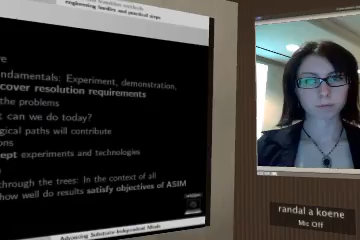 engineering hurdles and practical steps
ndamentals: Experiment, demonstration,
cover resolution requirements
the problems
can we do today?
gical paths will contribute
ons
ept experiments and technologies
through the trees: In the context of all
how well do results satisfy objectives of ASIM
Advancing Substrate-Independent Minds
randal a koene
Mic Off